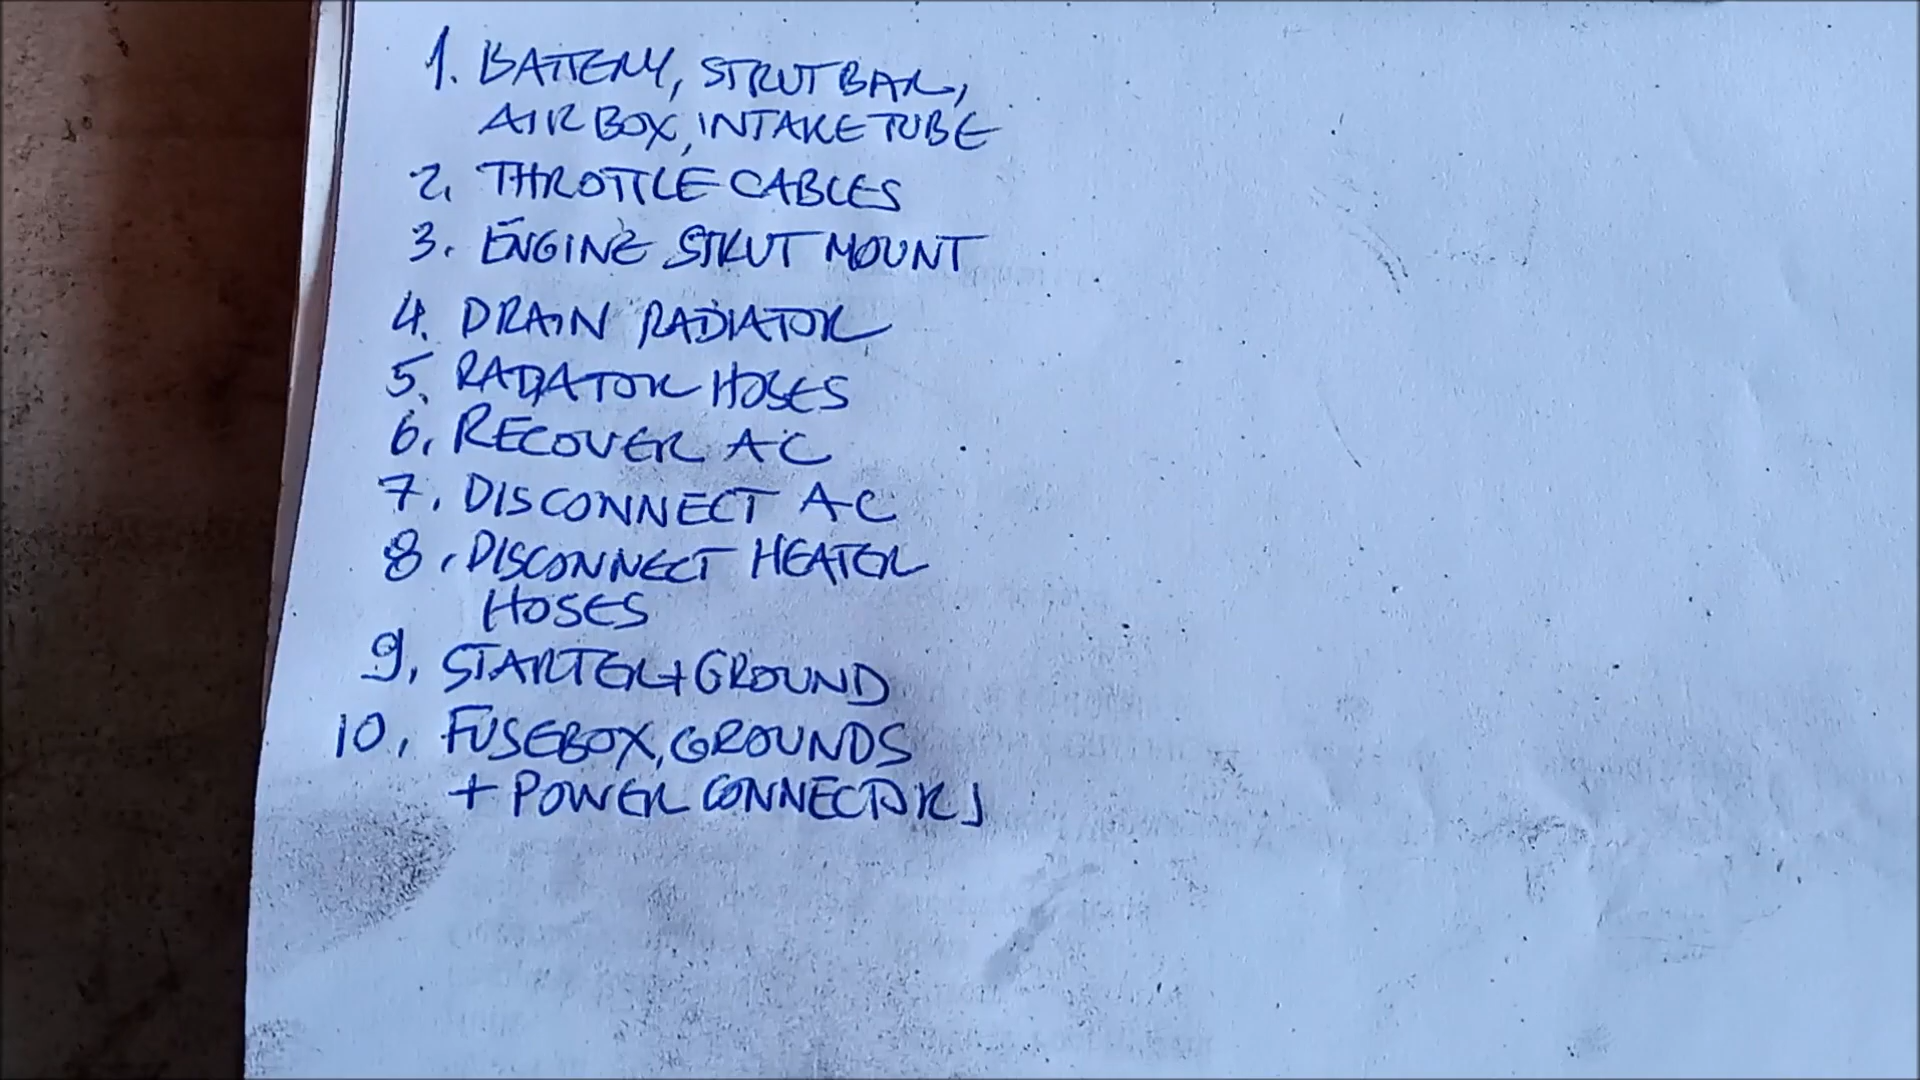 1. BATTERY, STRUT BAR,
AIR BOX, INTAKE TUBE
2. THROTTLE CABLES
3. ENGINE STRUT MOUNT
4. DRAIN RADIATOR
5. RADIATOR HOSES
6. RECOVER AC
7. DISCONNECT AC
8. DISCONNECT HEATER
HOSES
9. STARTER + GROUND
10. FUSEBOX, GROUNDS
+ POWER CONNECTORS